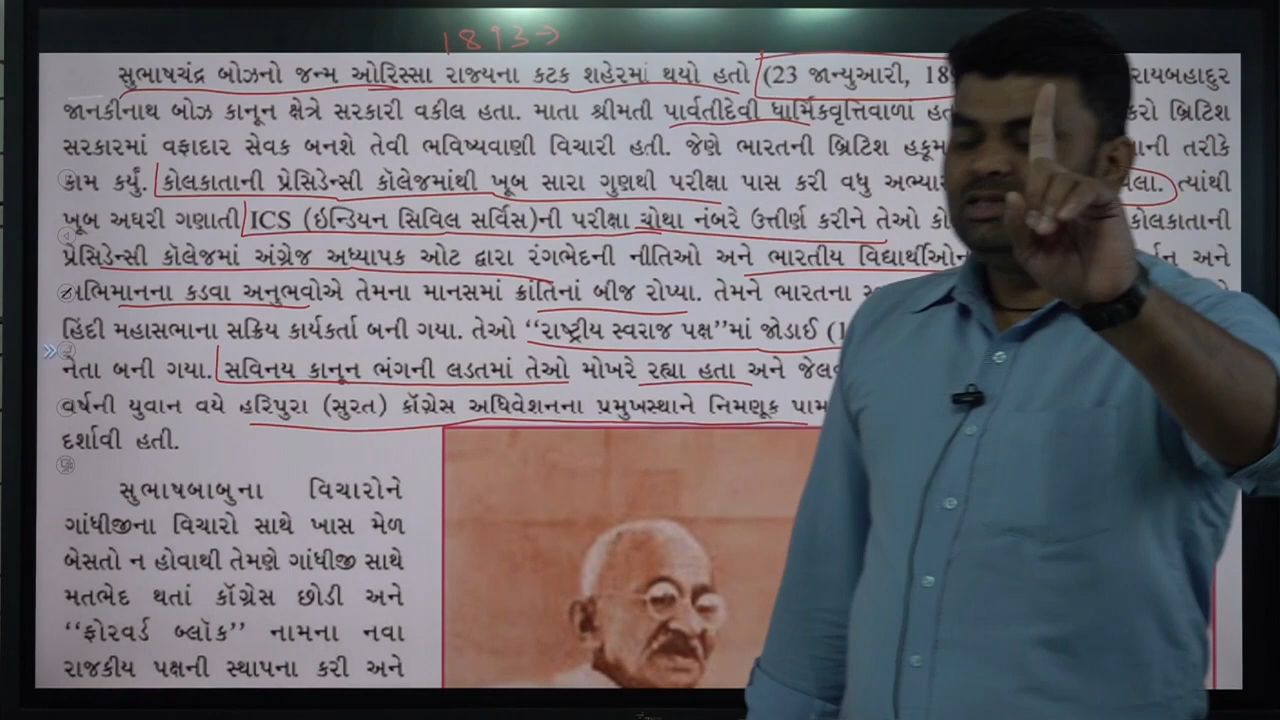 1893→
સુભાષચંદ્ર બોઝનો જન્મ ઓરિસ્સા રાજ્યના કટક શહેરમાં થયો હતો (23 જાન્યુઆરી, 18 રાયબહાદુર
જાનકીનાથ બોઝ કાનૂન ક્ષેત્રે સરકારી વકીલ હતા. માતા શ્રીમતી પાર્વતીદેવી ધાર્મિકવૃત્તિવાળાં હત કરો બ્રિટિશ
સરકારમાં વફાદાર સેવક બનશે તેવી ભવિષ્યવાણી વિચારી હતી. જેણે ભારતની બ્રિટિશ હકૂમ ાની તરીકે
કામ કર્યું. કોલકાતાની પ્રેસિડેન્સી કૉલેજમાંથી ખૂબ સારા ગુણથી પરીક્ષા પાસ કરી વધુ અભ્યા યેલા. ત્યાંથી
ખૂબ અઘરી ગણાતી ICS (ઇન્ડિયન સિવિલ સર્વિસ)ની પરીક્ષા ચોથા નંબરે ઉત્તીર્ણ કરીને તેઓ કો કોલકાતાની
પ્રેસિડેન્સી કૉલેજમાં અંગ્રેજ અધ્યાપક ઓટ દ્વારા રંગભેદની નીતિઓ અને ભારતીય વિદ્યાર્થીઓન ર્તન અને
અભિમાનના કડવા અનુભવોએ તેમના માનસમાં ક્રાંતિનાં બીજ રોપ્યા. તેમને ભારતના
હિંદી મહાસભાના સક્રિય કાર્યકર્તા બની ગયા. તેઓ “રાષ્ટ્રીય સ્વરાજ પક્ષ”માં જોડાઈ (1
નેતા બની ગયા. સવિનય કાનૂન ભંગની લડતમાં તેઓ મોખરે રહ્યા હતા અને જેલ
વર્ષની યુવાન વયે હરિપુરા (સુરત) કૉંગ્રેસ અધિવેશનના પ્રમુખસ્થાને નિમણૂક પામ
દર્શાવી હતી.
સુભાષબાબુના વિચારોને
ગાંધીજીના વિચારો સાથે ખાસ મેળ
બેસતો ન હોવાથી તેમણે ગાંધીજી સાથે
મતભેદ થતાં કૉંગ્રેસ છોડી અને
“ફોરવર્ડ બ્લૉક” નામના નવા
રાજકીય પક્ષની સ્થાપના કરી અને